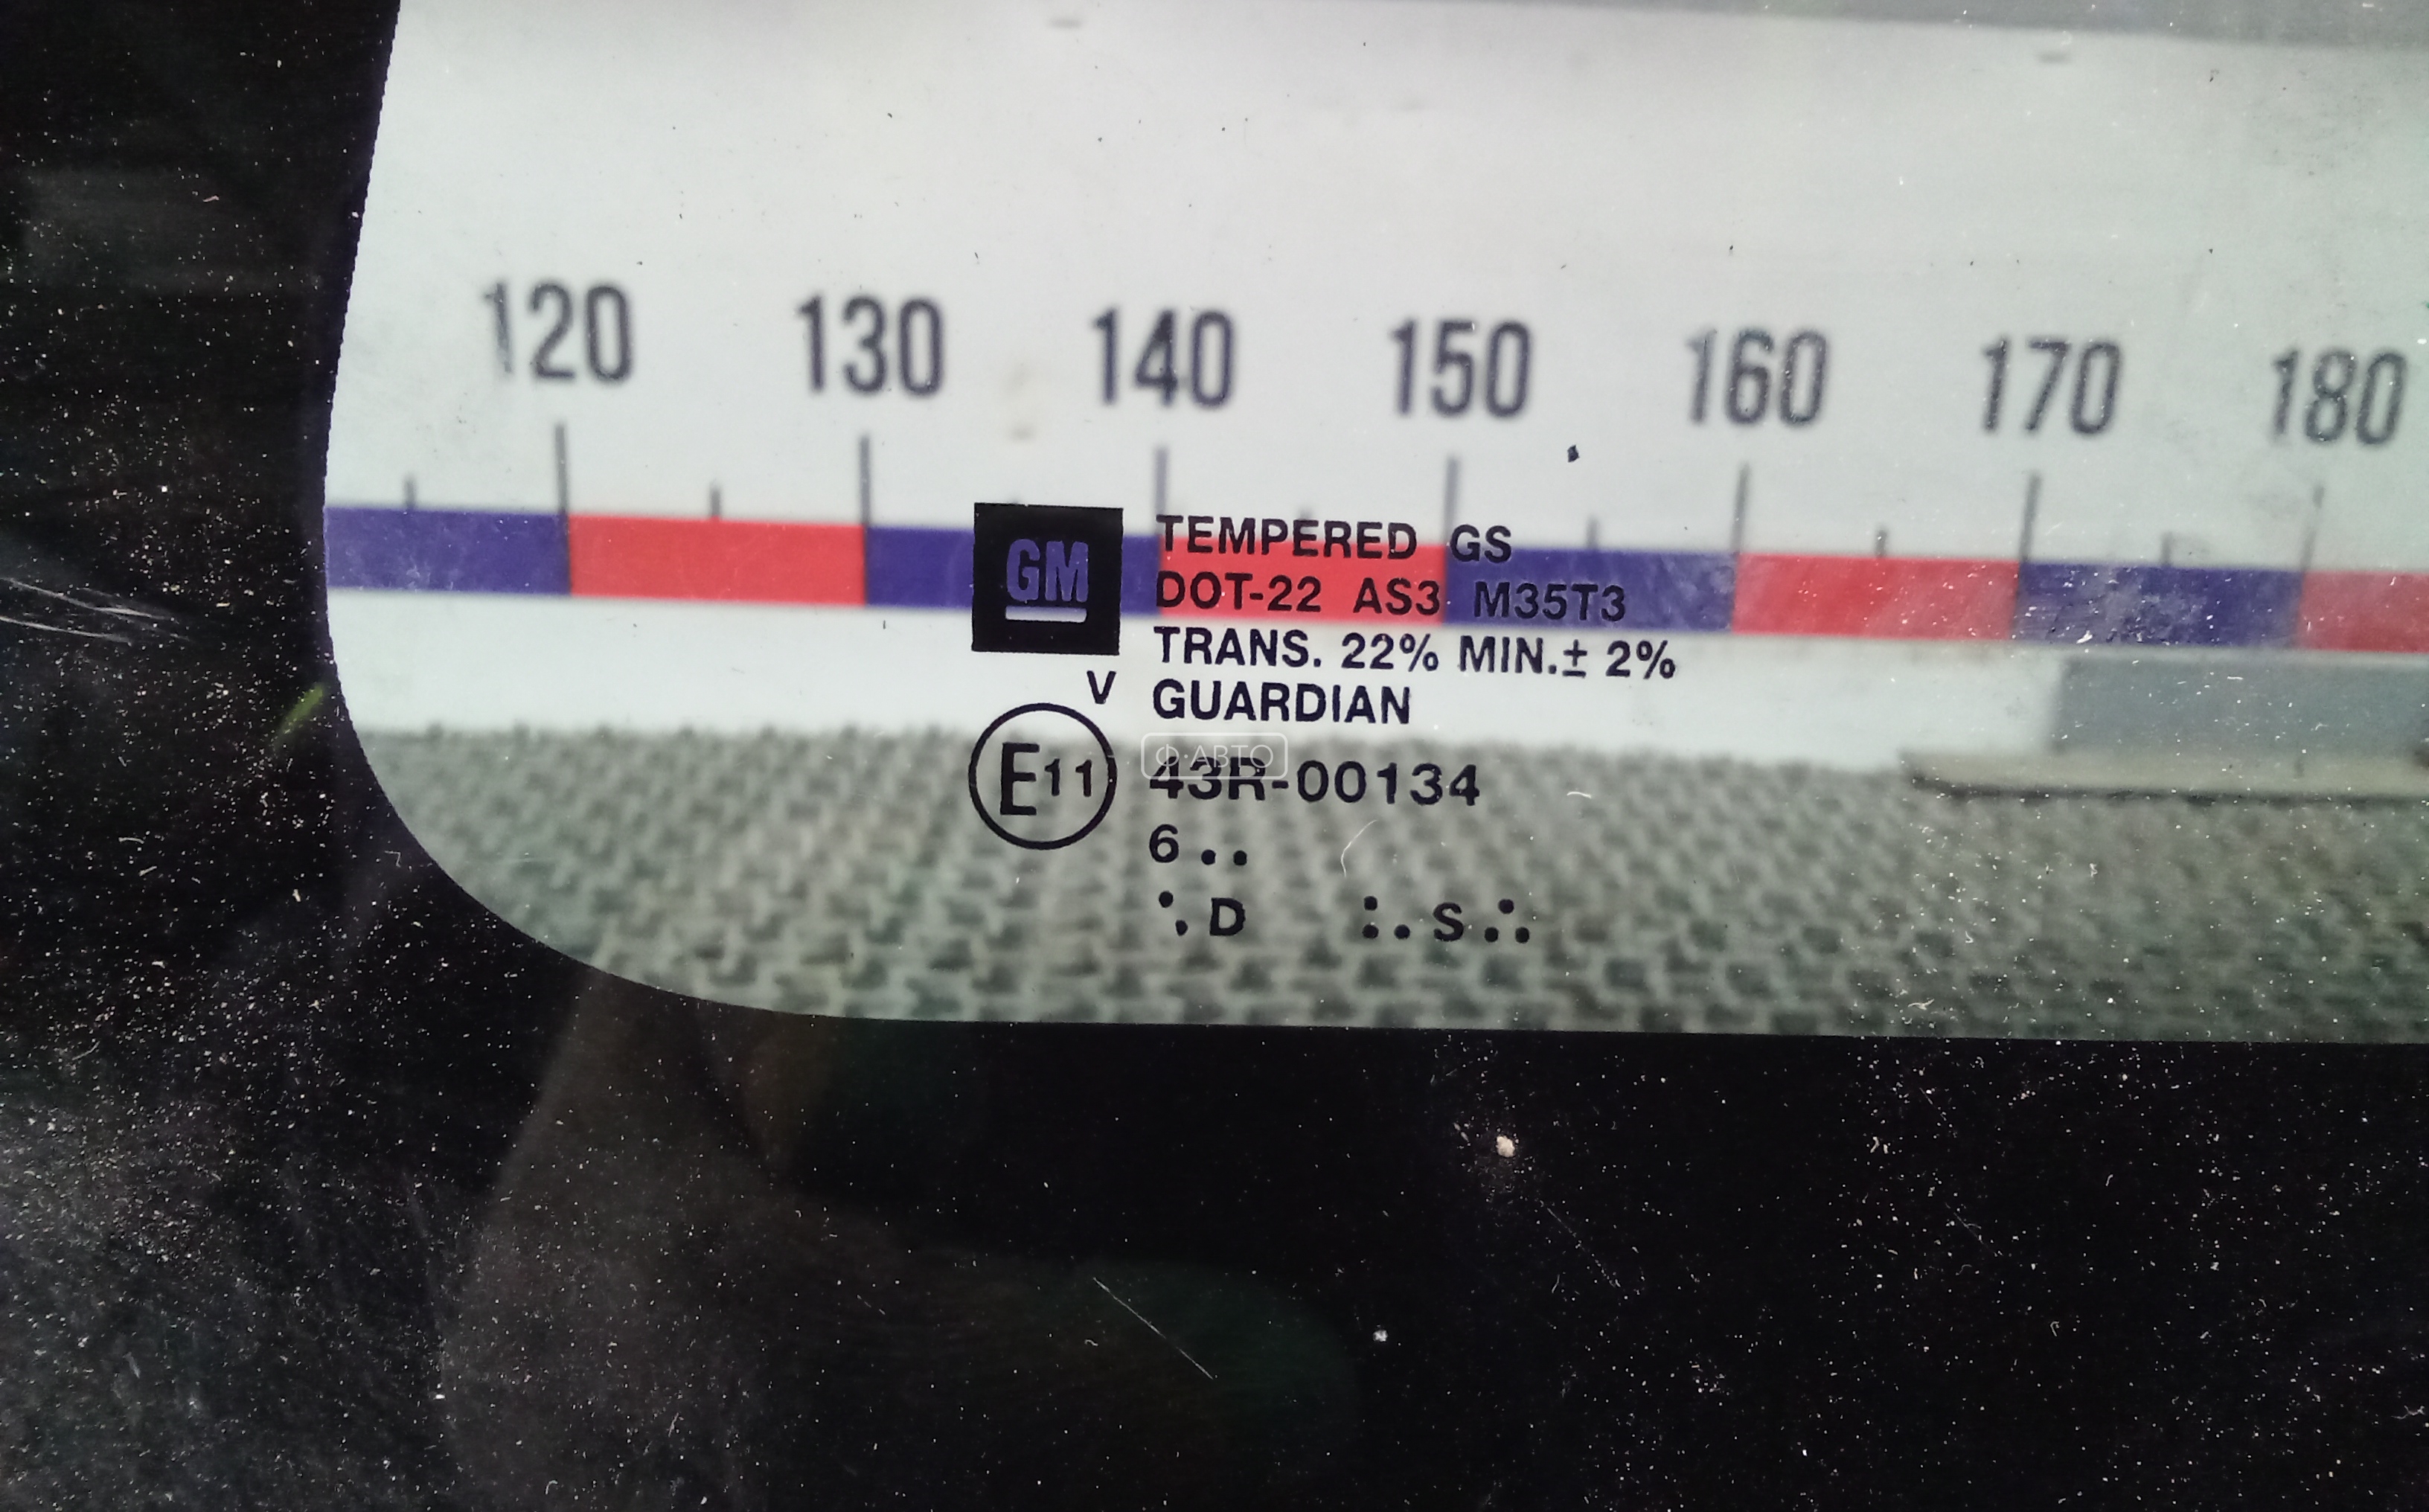 120 130 140 150 160 170 180
GM
TEMPERED GS
DOT-22 AS3 M35T3
TRANS. 22% MIN.± 2%
V GUARDIAN
Ф АВТО
E11 43R-00134
6 . .
D S